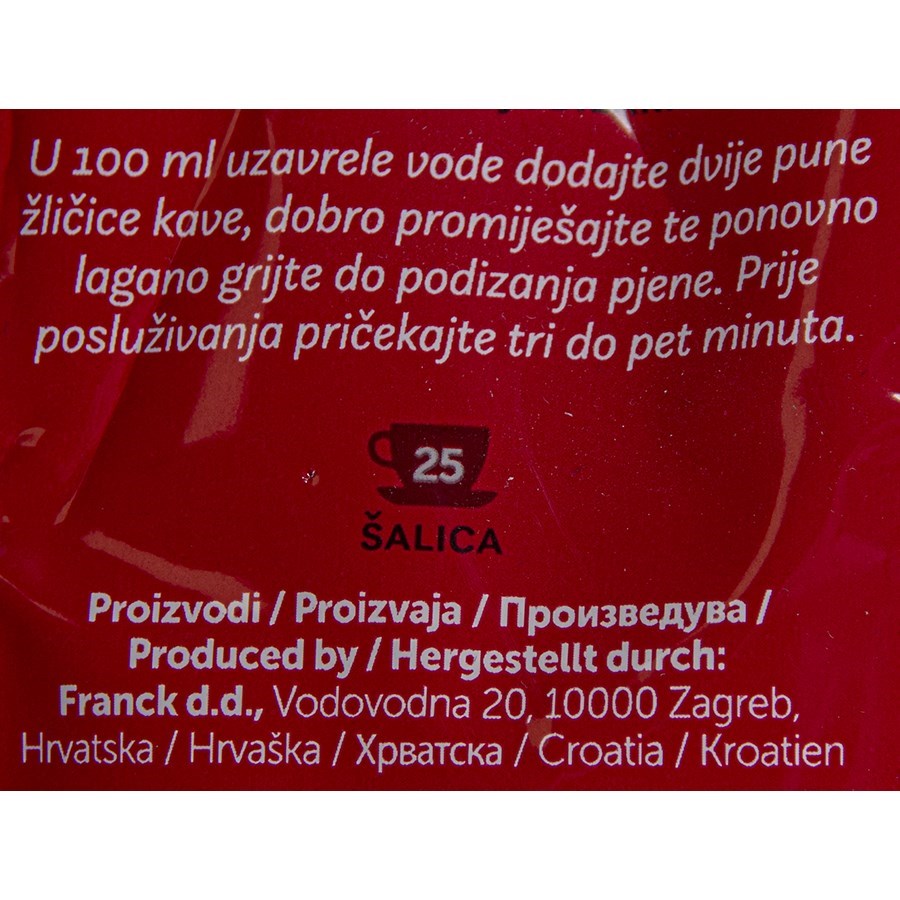 U 100 ml uzavrele vode dodajte dvije pune
žličice kave, dobro promiješajte te ponovno
lagano grijte do podizanja pjene. Prije
posluživanja pričekajte tri do pet minuta.
25
ŠALICA
Proizvodi / Proizvaja / Произведува /
Produced by / Hergestellt durch:
Franck d.d., Vodovodna 20, 10000 Zagreb,
Hrvatska / Hrvaška / Хрватска / Croatia / Kroatien